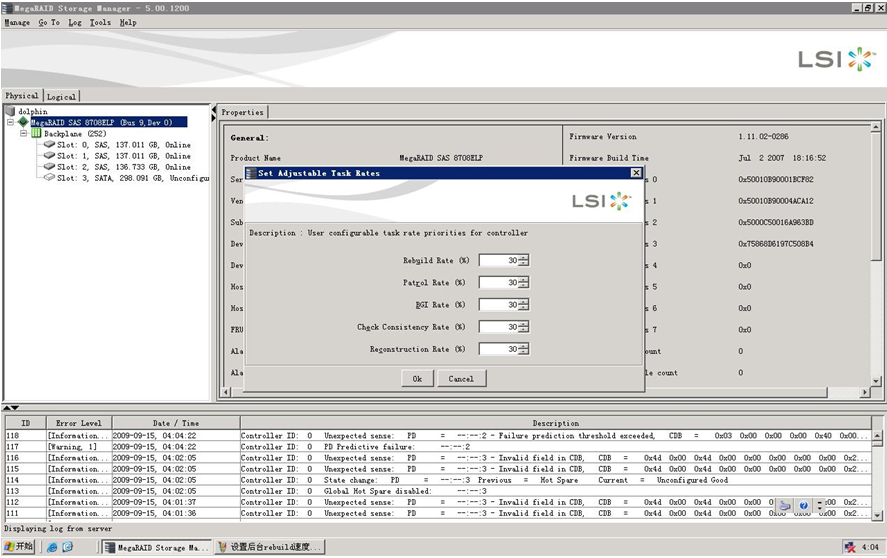 MegaRAID Storage Manager - 5.00.1200
Manage Go To Log Tools Help
LSI
Physical Logical
dolphin
MegaRAID SAS 8708ELP (Bus 9,Dev 0)
Backplane (252)
Slot: 0, SAS, 137.011 GB, Online
Slot: 1, SAS, 137.011 GB, Online
Slot: 2, SAS, 136.733 GB, Online
Slot: 3, SATA, 298.091 GB, Unconfigu
Properties
General:
Product Name MegaRAID SAS 8708ELP
Ser
Ven
Sub
Dev
Dev
Hos
Hos
FRU
Ala
Ala
Firmware Version 1.11.02-0286
Firmware Build Time Jul 2 2007 18:16:52
s 0 0x50010B90001BCF82
s 1 0x50010B90004ACA12
s 2 0x5000C50016A963BD
s 3 0x75868D6197C508B4
s 4 0x0
s 5 0x0
s 6 0x0
s 7 0x0
ount 0
le count 0
Set Adjustable Task Rates
LSI
Description : User configurable task rate priorities for controller
Rebuild Rate (%) 30
Patrol Rate (%) 30
BGI Rate (%) 30
Check Consistency Rate (%) 30
Reconstruction Rate (%) 30
Ok Cancel
ID Error Level Date / Time Description
118 [Information... 2009-09-15, 04:04:22 Controller ID: 0 Unexpected sense: PD = --:--:2 - Failure prediction threshold exceeded, CDB = 0x03 0x00 0x00 0x00 0x40 0x00...
117 [Warning, 1] 2009-09-15, 04:04:22 Controller ID: 0 PD Predictive failure: --:--:2
116 [Information... 2009-09-15, 04:02:05 Controller ID: 0 Unexpected sense: PD = --:--:3 - Invalid field in CDB, CDB = 0x4d 0x00 0x4d 0x00 0x00 0x00 0x00 0x00 0x2...
115 [Information... 2009-09-15, 04:02:05 Controller ID: 0 Unexpected sense: PD = --:--:3 - Invalid field in CDB, CDB = 0x4d 0x00 0x4d 0x00 0x00 0x00 0x00 0x00 0x2...
114 [Information... 2009-09-15, 04:02:05 Controller ID: 0 State change: PD = --:--:3 Previous = Hot Spare Current = Unconfigured Good
113 [Information... 2009-09-15, 04:02:05 Controller ID: 0 Global Hot Spare disabled: --:--:3
112 [Information... 2009-09-15, 04:01:37 Controller ID: 0 Unexpected sense: PD = --:--:3 - Invalid field in CDB, CDB = 0x4d 0x00 0x4d 0x00 0x00 0x2...
111 [Information... 2009-09-15, 04:01:36 Controller ID: 0 Unexpected sense: PD = --:--:3 - Invalid field in CDB, CDB = 0x4d 0x00 0x4d 0x00 0x00 0x00 0x00 0x00 0x2...
Displaying log from server
开始 MegaRAID Storage Ma... 设置后台rebuild速度... 4:04